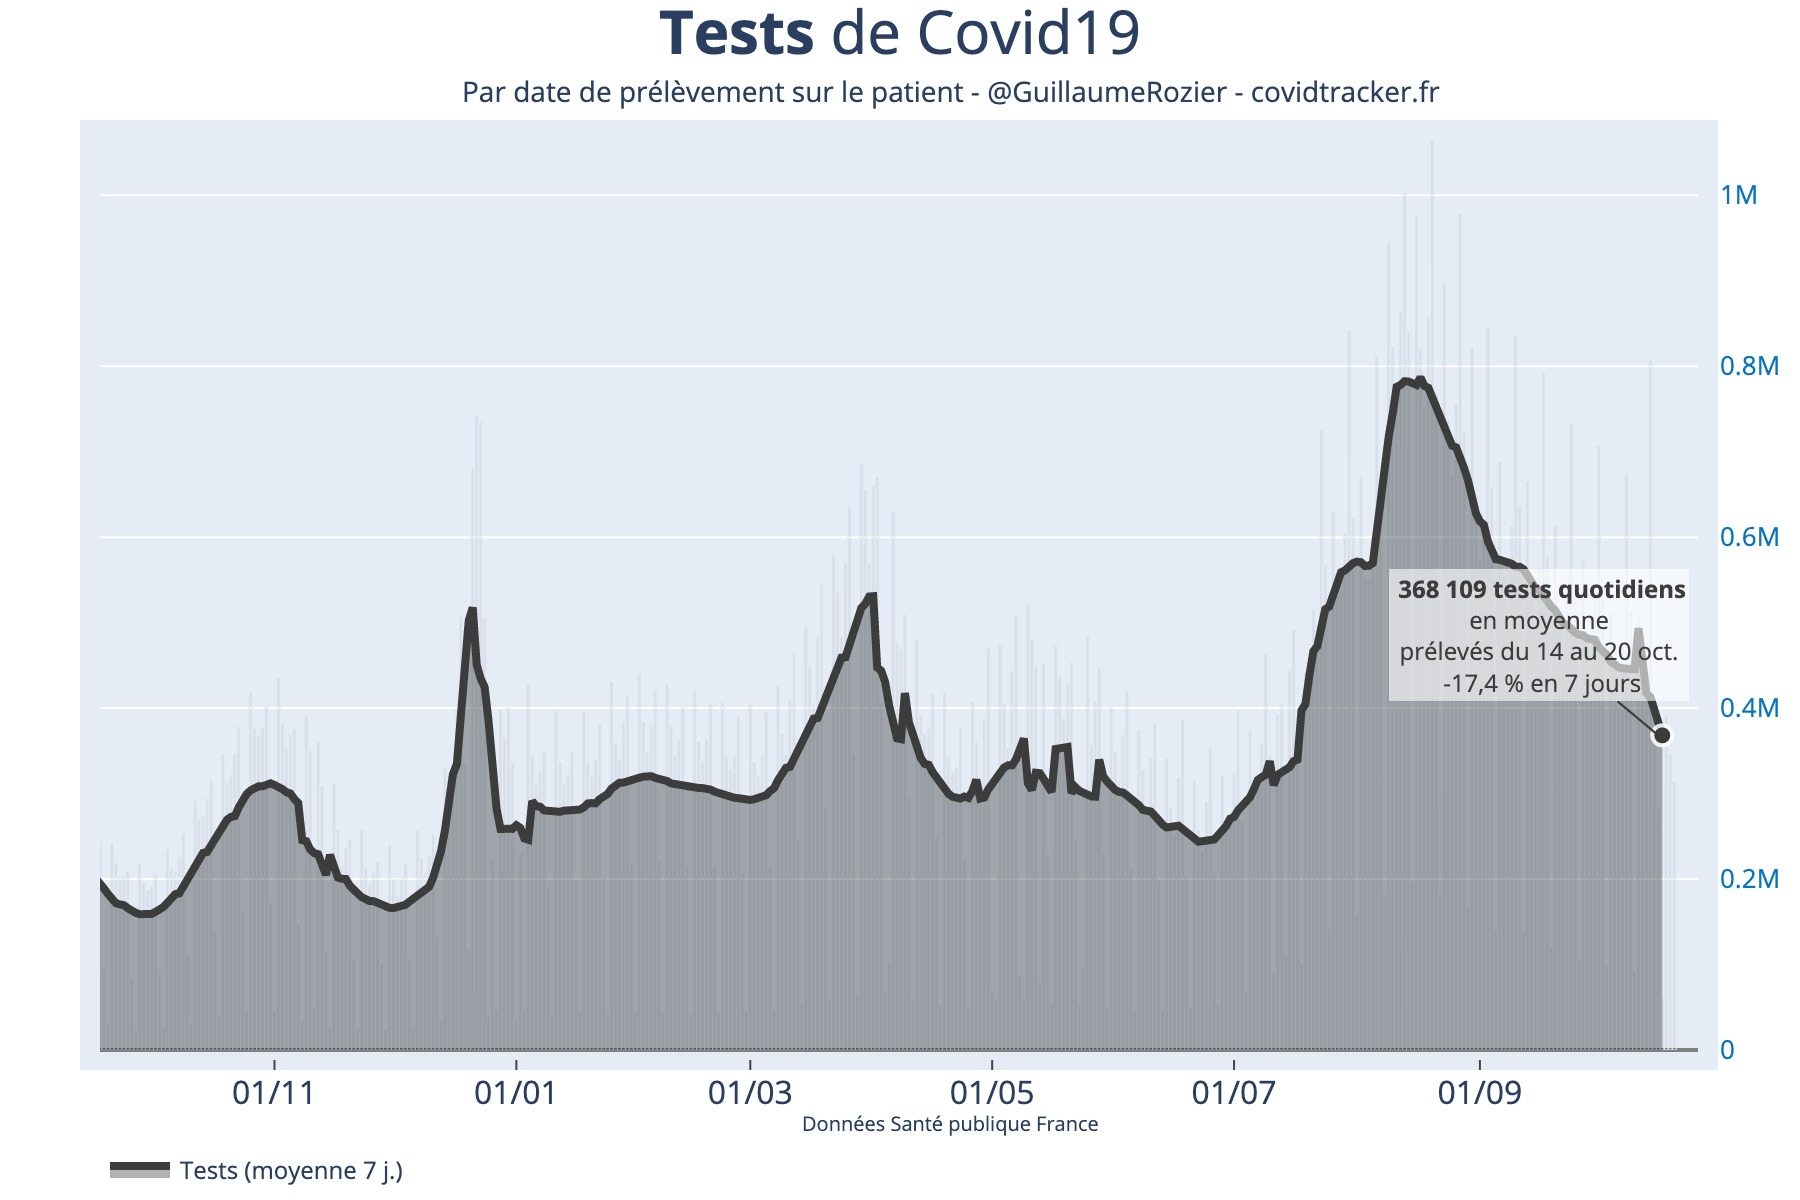 Tests de Covid19
Par date de prélèvement sur le patient - @GuillaumeRozier - covidtracker.fr
1M
0.8M
0.6M
368 109 tests quotidiens
en moyenne
prélevés du 14 au 20 oct.
-17,4 % en 7 jours
0.4M
0.2M
0
01/11 01/01 01/03 01/05 01/07 01/09
Données Santé publique France
Tests (moyenne 7 j.)